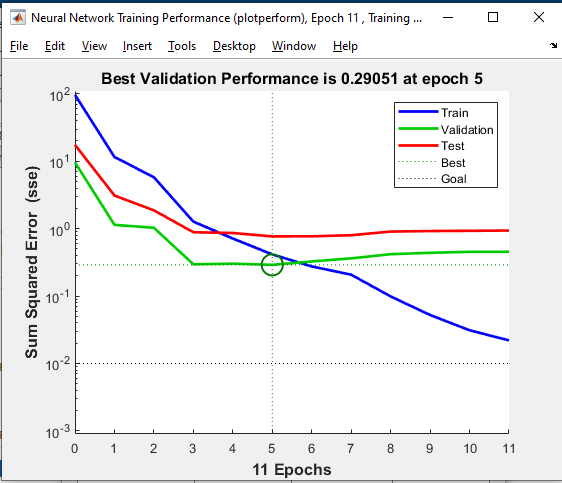 Neural Network Training Performance (plotperform), Epoch 11 , Training ...
File Edit View Insert Tools Desktop Window Help
Best Validation Performance is 0.29051 at epoch 5
Sum Squared Error (sse)
10^2
10^1
10^0
10^-1
10^-2
10^-3
Train
Validation
Test
Best
Goal
0 1 2 3 4 5 6 7 8 9 10 11
11 Epochs